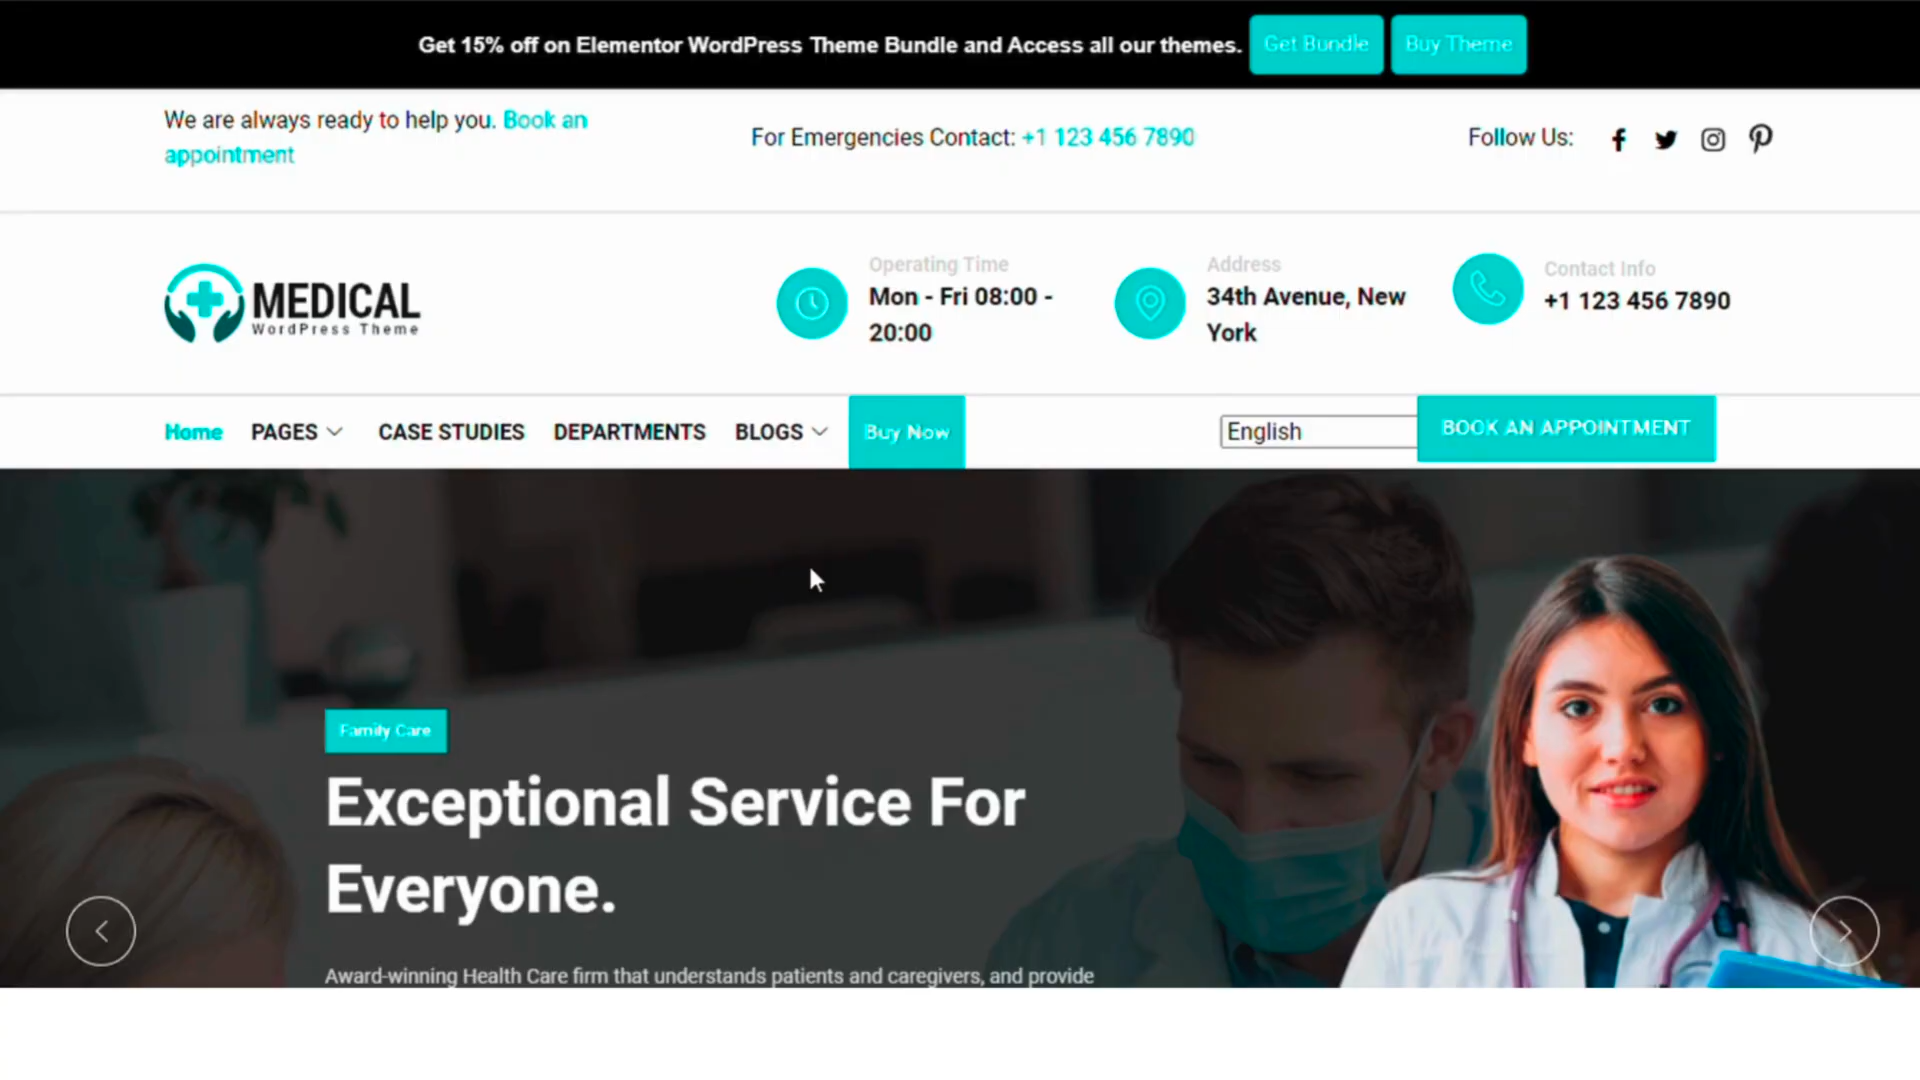 Get 15% off on Elementor WordPress Theme Bundle and Access all our themes. Get Bundle Buy Theme
We are always ready to help you. Book an
appointment
For Emergencies Contact: +1 123 456 7890
Follow Us:
MEDICAL
WordPress Theme
Operating Time
Mon - Fri 08:00 -
20:00
Address
34th Avenue, New
York
Contact Info
+1 123 456 7890
Home PAGES CASE STUDIES DEPARTMENTS BLOGS Buy Now English BOOK AN APPOINTMENT
Family Care
Exceptional Service For
Everyone.
Award-winning Health Care firm that understands patients and caregivers, and provide